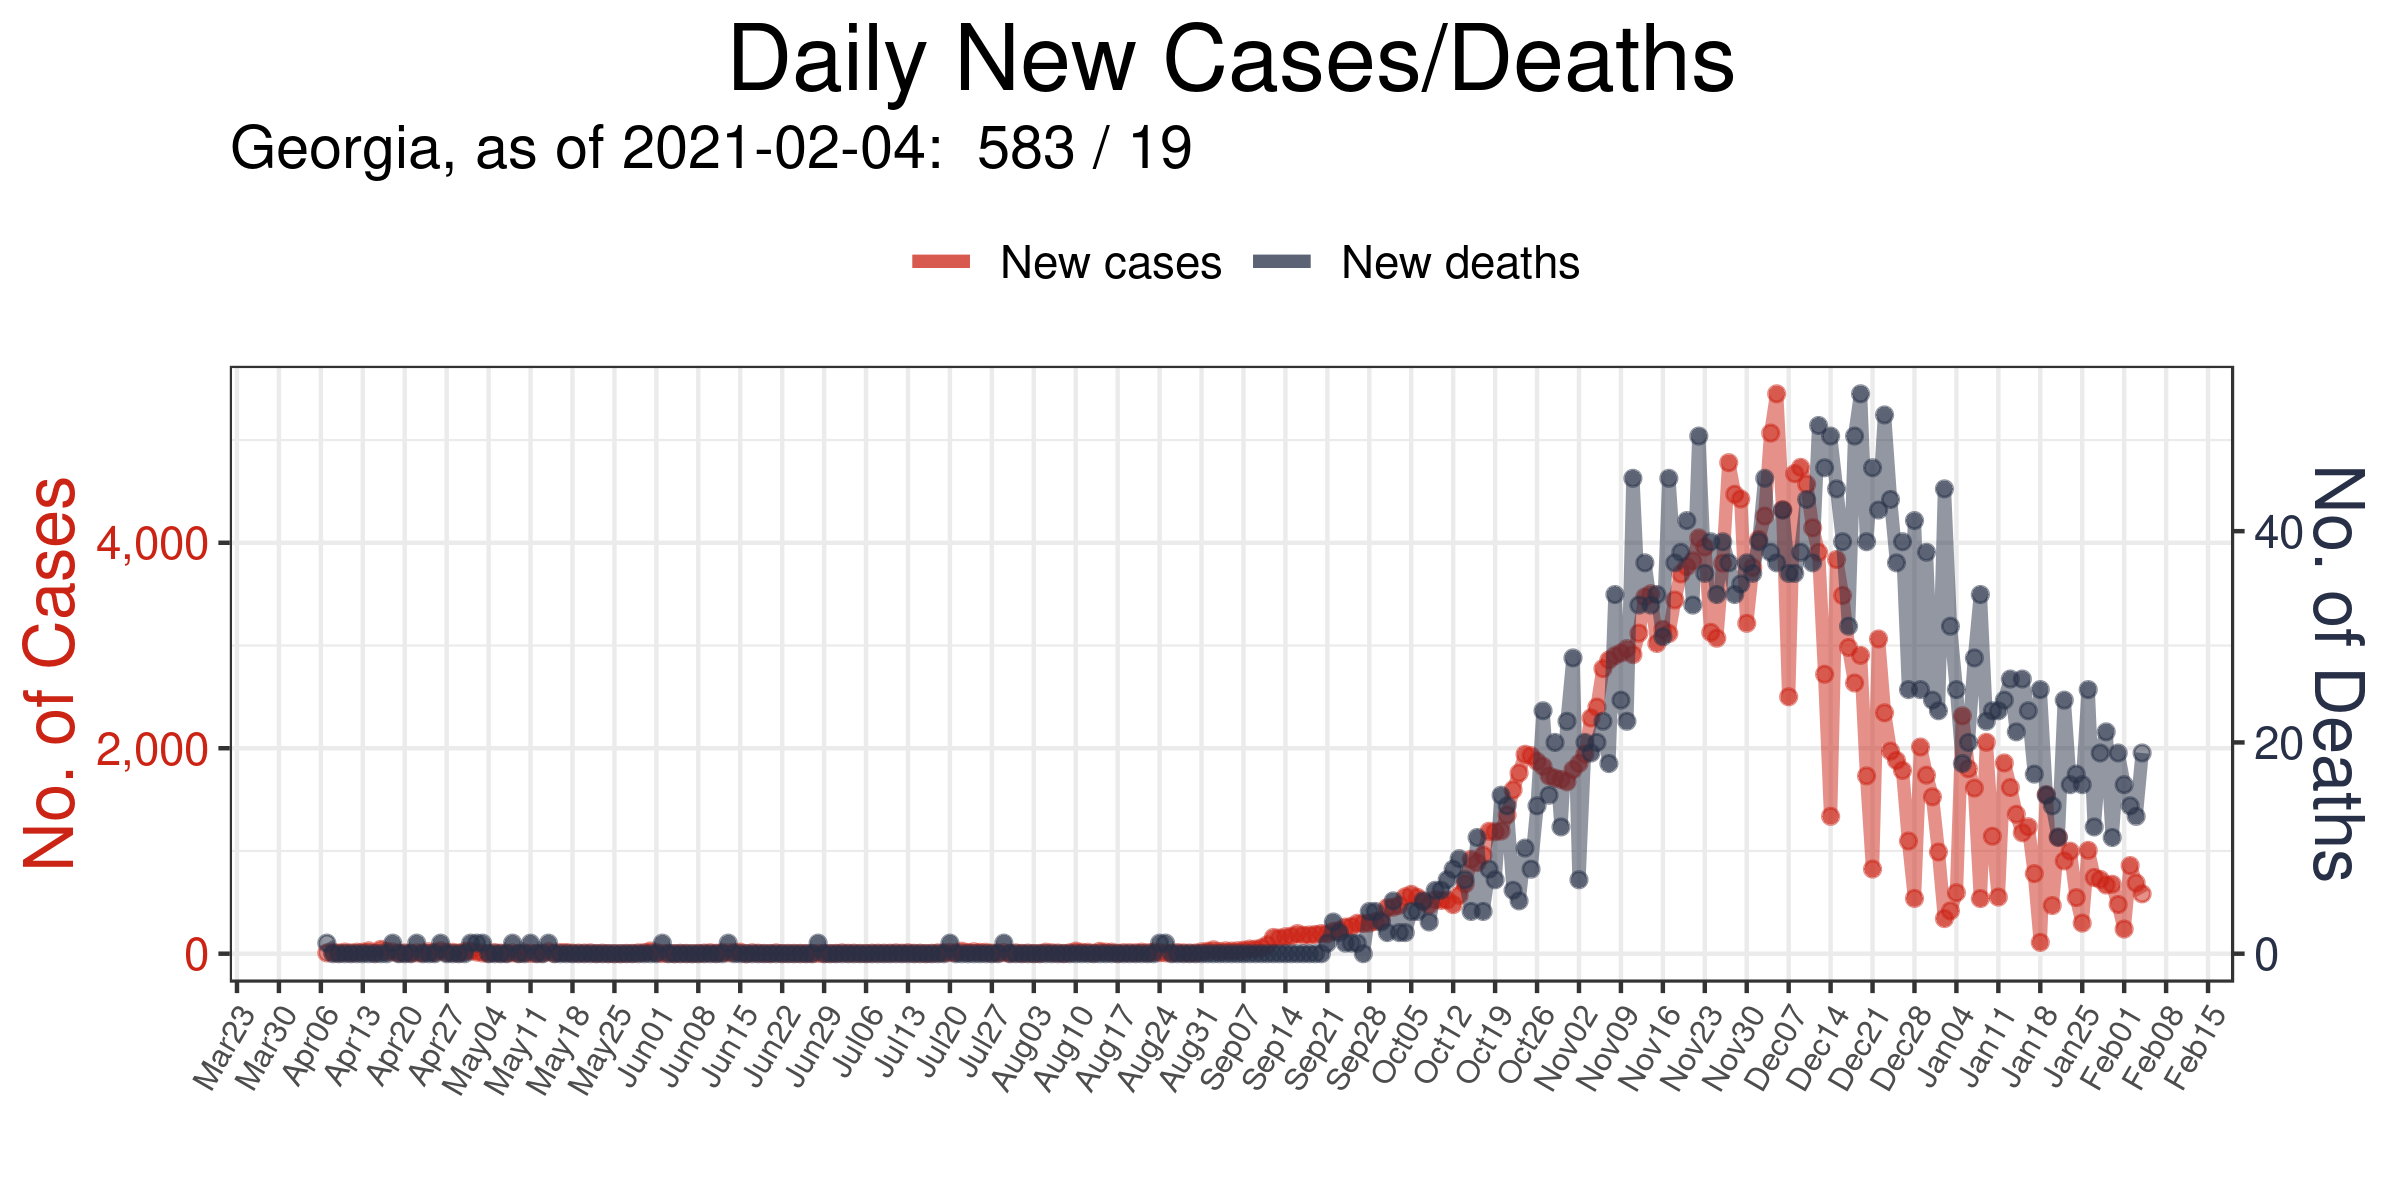 Daily New Cases/Deaths
Georgia, as of 2021-02-04:  583 / 19
New cases
New deaths
No. of Cases
4,000
2,000
0
No. of Deaths
40
20
0
Mar23
Mar30
Apr06
Apr13
Apr20
Apr27
May04
May11
May18
May25
Jun01
Jun08
Jun15
Jun22
Jun29
Jul06
Jul13
Jul20
Jul27
Aug03
Aug10
Aug17
Aug24
Aug31
Sep07
Sep14
Sep21
Sep28
Oct05
Oct12
Oct19
Oct26
Nov02
Nov09
Nov16
Nov23
Nov30
Dec07
Dec14
Dec21
Dec28
Jan04
Jan11
Jan18
Jan25
Feb01
Feb08
Feb15